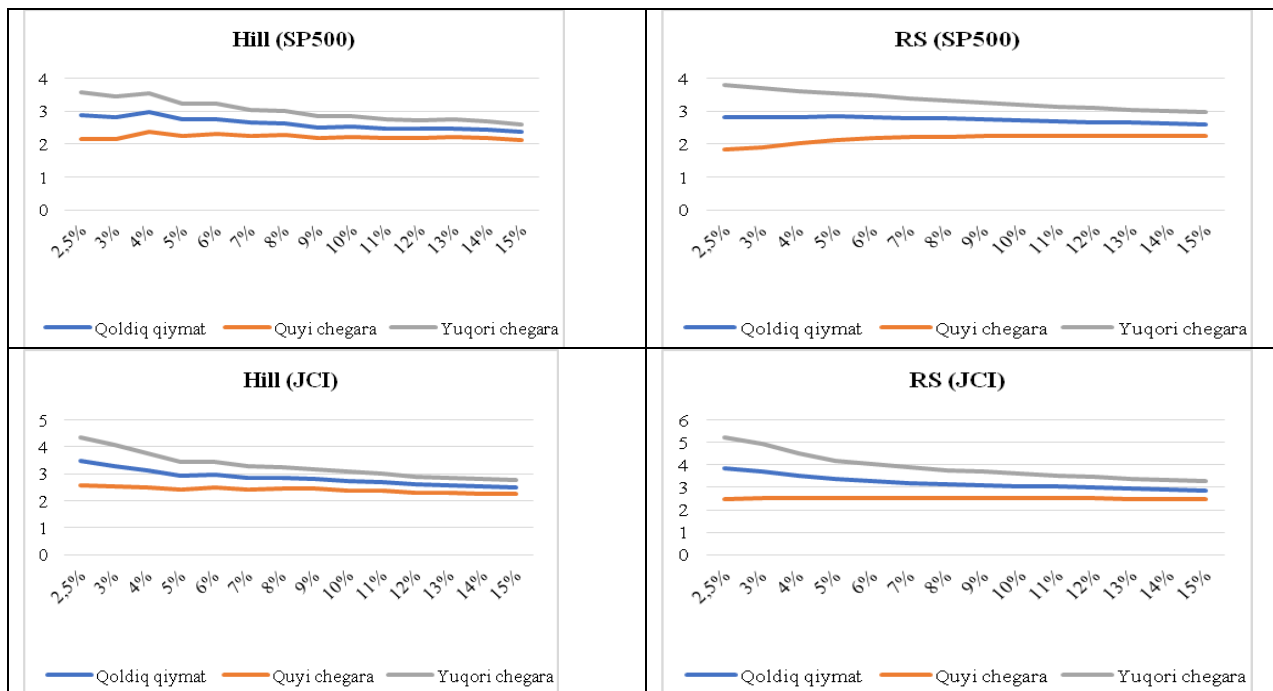 Hill (SP500)
4
3
2
1
0
2,5% 3% 4% 5% 6% 7% 8% 9% 10% 11% 12% 13% 14% 15%
Qoldiq qiymat Quyi chegara Yuqori chegara
RS (SP500)
4
3
2
1
0
2,5% 3% 4% 5% 6% 7% 8% 9% 10% 11% 12% 13% 14% 15%
Qoldiq qiymat Quyi chegara Yuqori chegara
Hill (JCI)
5
4
3
2
1
0
2,5% 3% 4% 5% 6% 7% 8% 9% 10% 11% 12% 13% 14% 15%
Qoldiq qiymat Quyi chegara Yuqori chegara
RS (JCI)
6
5
4
3
2
1
0
2,5% 3% 4% 5% 6% 7% 8% 9% 10% 11% 12% 13% 14% 15%
Qoldiq qiymat Quyi chegara Yuqori chegara